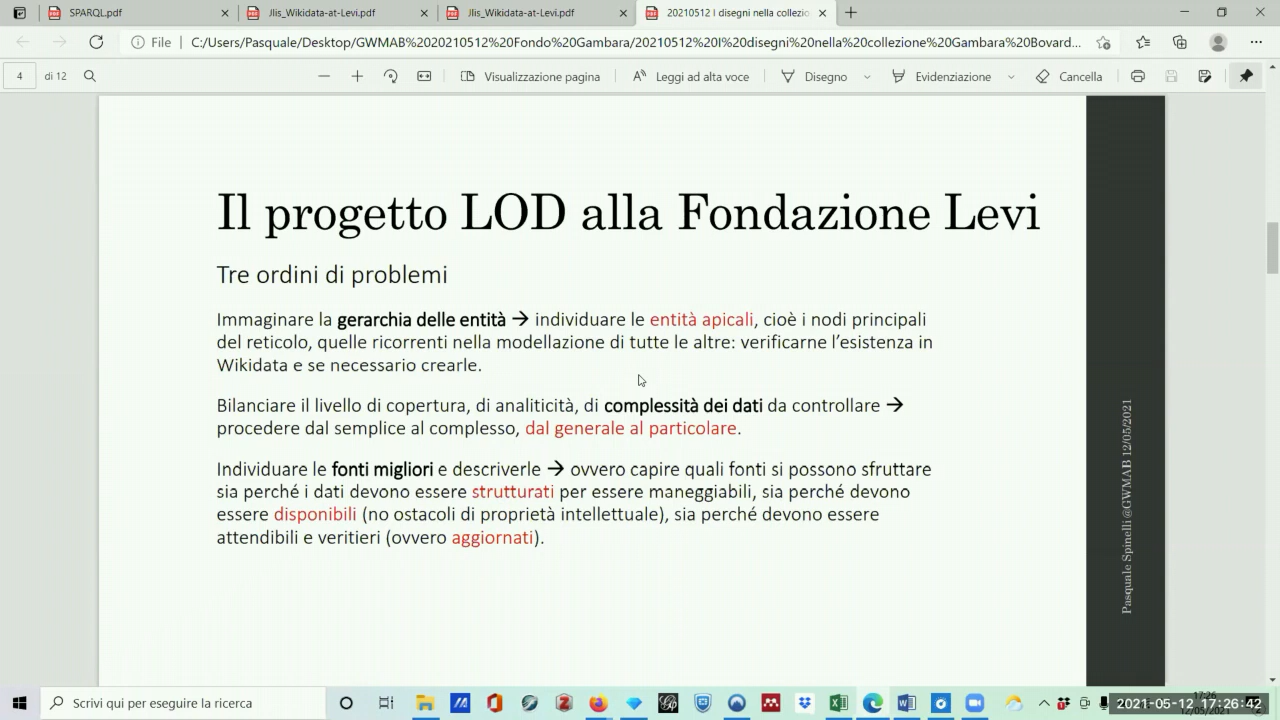 SPARQL.pdf
Jlis_Wikidata-at-Levi.pdf
Jlis_Wikidata-at-Levi.pdf
20210512 I disegni nella collezio
File
C:/Users/Pasquale/Desktop/GWMAB%2020210512%20Fondo%20Gambara/20210512%20I%20disegni%20nella%20collezione%20Gambara%20Bovard...
4 di 12
Visualizzazione pagina
Leggi ad alta voce
Disegno
Evidenziazione
Cancella
Il progetto LOD alla Fondazione Levi
Tre ordini di problemi
Immaginare la gerarchia delle entità → individuare le entità apicali, cioè i nodi principali
del reticolo, quelle ricorrenti nella modellazione di tutte le altre: verificarne l'esistenza in
Wikidata e se necessario crearle.
Bilanciare il livello di copertura, di analiticità, di complessità dei dati da controllare →
procedere dal semplice al complesso, dal generale al particolare.
Individuare le fonti migliori e descriverle → ovvero capire quali fonti si possono sfruttare
sia perché i dati devono essere strutturati per essere maneggiabili, sia perché devono
essere disponibili (no ostacoli di proprietà intellettuale), sia perché devono essere
attendibili e veritieri (ovvero aggiornati).
Pasquale Spinelli @GWMAB 12/05/2021
Scrivi qui per eseguire la ricerca
17:26
12/05/2021
2021-05-12 17:26:42